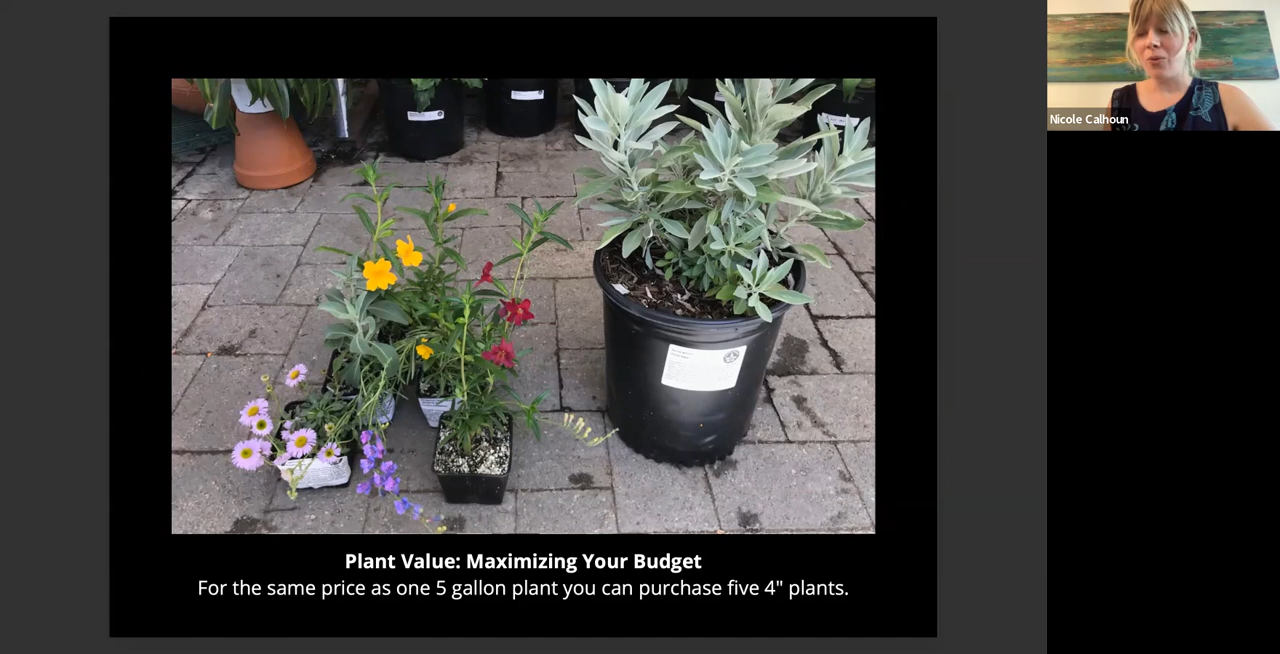 Nicole Calhoun
Plant Value: Maximizing Your Budget
For the same price as one 5 gallon plant you can purchase five 4" plants.